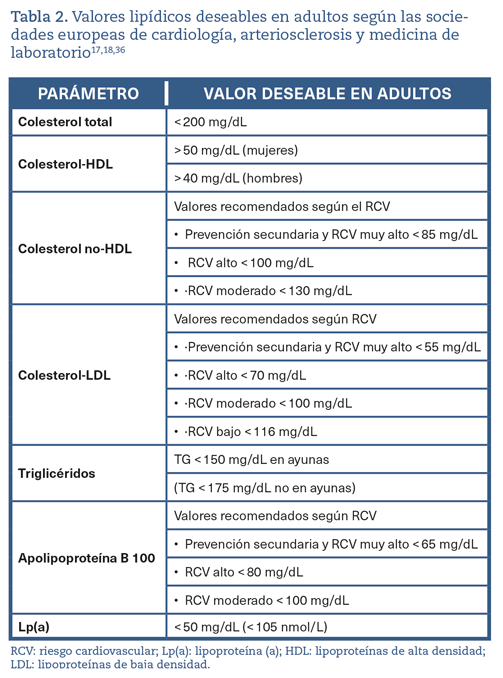 Tabla 2. Valores lipídicos deseables en adultos según las socie-
dades europeas de cardiología, arteriosclerosis y medicina de
laboratorio17,18,36
PARÁMETRO VALOR DESEABLE EN ADULTOS
Colesterol total <200 mg/dL
Colesterol-HDL
>50 mg/dL (mujeres)
>40 mg/dL (hombres)
Colesterol no-HDL
Valores recomendados según el RCV
• Prevención secundaria y RCV muy alto <85 mg/dL
• RCV alto <100 mg/dL
• ·RCV moderado <130 mg/dL
Colesterol-LDL
Valores recomendados según RCV
• ·Prevención secundaria y RCV muy alto <55 mg/dL
• ·RCV alto <70 mg/dL
• ·RCV moderado <100 mg/dL
• ·RCV bajo <116 mg/dL
Triglicéridos
TG <150 mg/dL en ayunas
(TG <175 mg/dL no en ayunas)
Apolipoproteína B 100
Valores recomendados según RCV
• Prevención secundaria y RCV muy alto <65 mg/dL
• RCV alto <80 mg/dL
• RCV moderado <100 mg/dL
Lp(a) <50 mg/dL (<105 nmol/L)
RCV: riesgo cardiovascular; Lp(a): lipoproteína (a); HDL: lipoproteínas de alta densidad;
LDL: lipoproteínas de baja densidad.